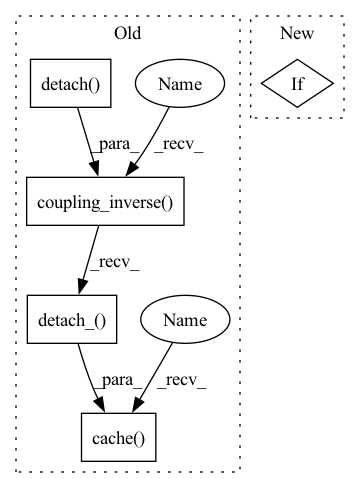 Old
New
detach()
Name
If
_para_
_recv_
coupling_inverse()
_recv_
detach_()
Name
_para_
_recv_
cache()